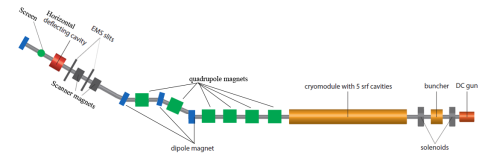 Screen
Horizontal
deflecting cavity
EMS slits
Scanner magnets
quadrupole magnets
dipole magnet
cryomodule with 5 srf cavities
buncher
DC gun
solenoids